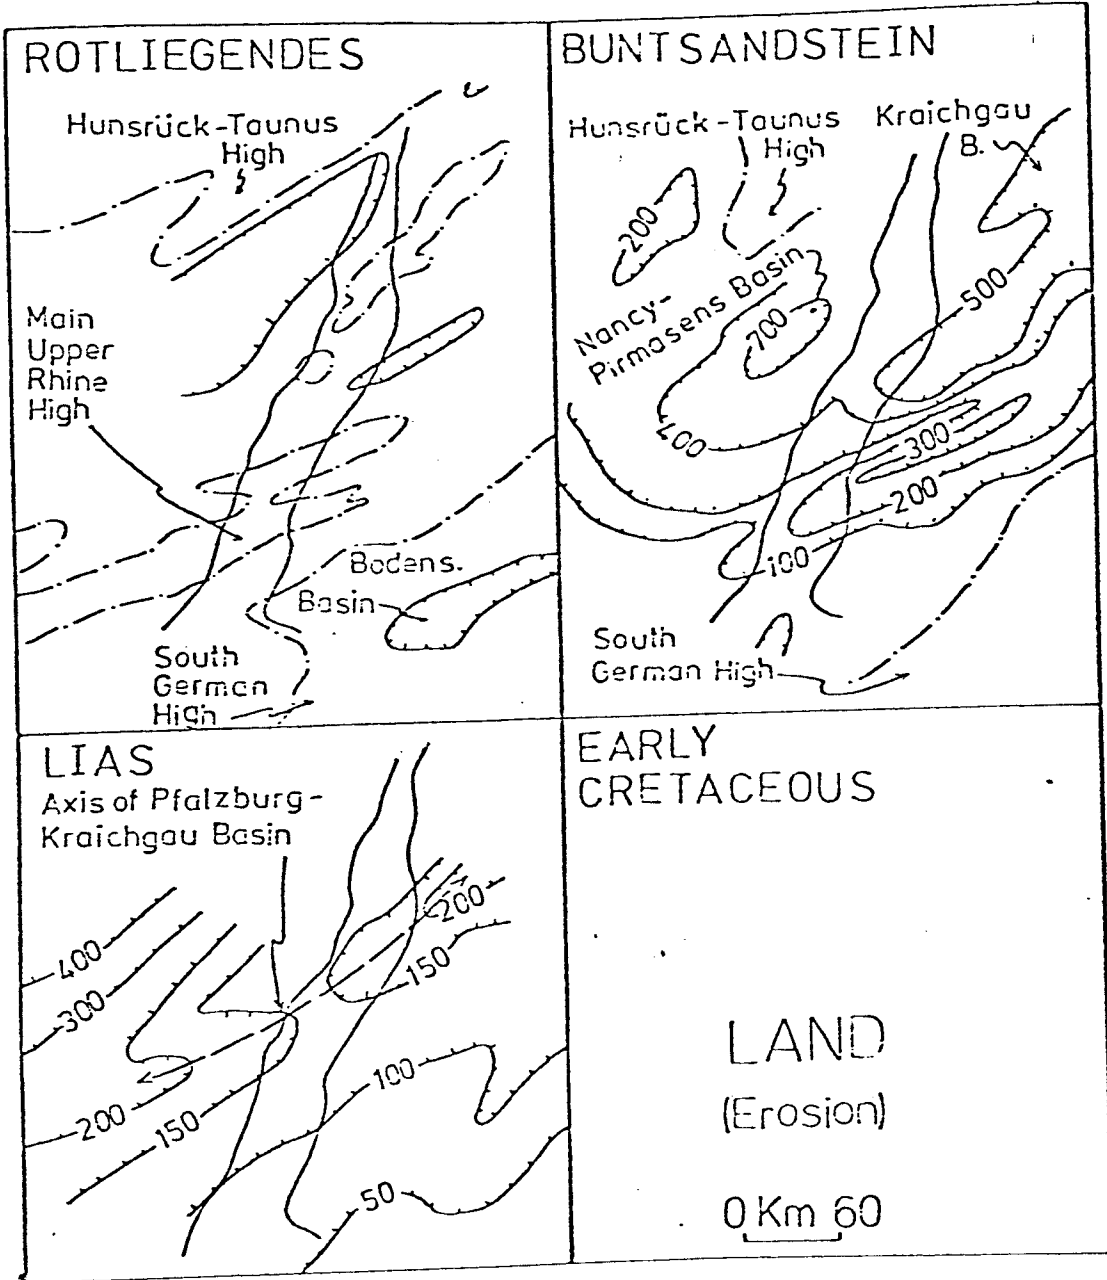 ROTLIEGENDES
Hunsrück-Taunus
High
Main
Upper
Rhine
High
Bodens.
Basin
South
German
High
BUNTSANDSTEIN
Hunsrück-Taunus
High
Kraichgau
B.
200
Nancy-
Pirmasens Basin
700
500
400
300
200
100
South
German High
LIAS
Axis of Pfalzburg-
Kraichgau Basin
200
400
150
300
100
200
150
50
EARLY
CRETACEOUS
LAND
(Erosion)
0 Km 60